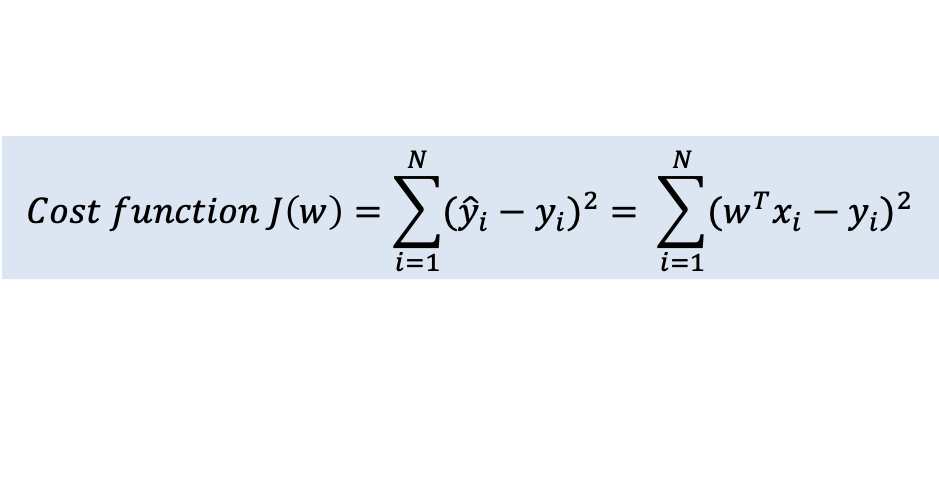 Cost function J(w) = ∑_{i=1}^{N} (ŷ_i − y_i)² = ∑_{i=1}^{N} (w^T x_i − y_i)²